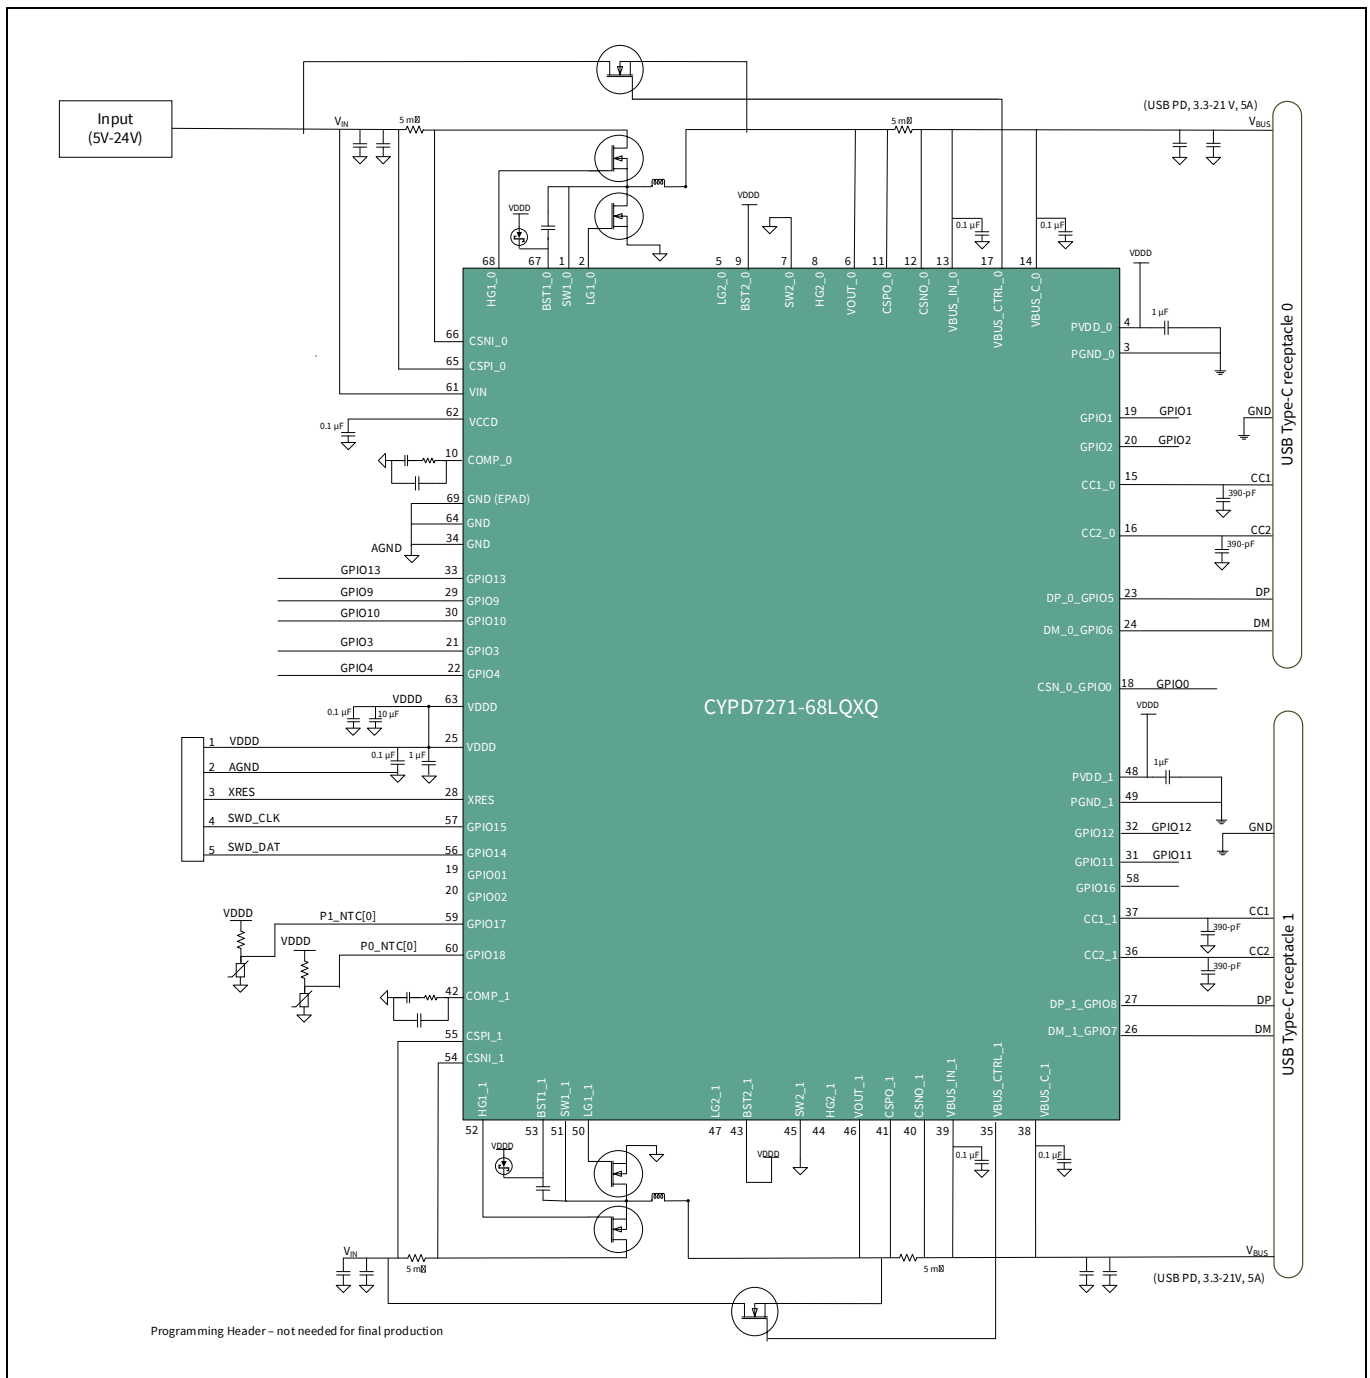 Input
(5V-24V)
VIN
5 m
5 m
(USB PD, 3.3-21 V, 5A)
VBUS
VDDD
VDDD
0.1 µF
0.1 µF
68
67
1
2
5
9
7
8
6
11
12
13
17
14
HG1_0
BST1_0
SW1_0
LG1_0
LG2_0
BST2_0
SW2_0
HG2_0
VOUT_0
CSPO_0
CSNO_0
VBUS_IN_0
VBUS_CTRL_0
VBUS_C_0
66
CSNI_0
65
CSPI_0
61
VIN
62
VCCD
0.1 µF
10
COMP_0
69
GND (EPAD)
64
GND
34
GND
AGND
GPIO13
33
GPIO13
GPIO9
29
GPIO9
GPIO10
30
GPIO10
GPIO3
21
GPIO3
GPIO4
22
GPIO4
VDDD
63
VDDD
0.1 µF
10 µF
25
VDDD
0.1 µF
1 µF
1 VDDD
2 AGND
3 XRES
28
XRES
4 SWD_CLK
57
GPIO15
5 SWD_DAT
56
GPIO14
19
GPIO01
20
GPIO02
VDDD
P1_NTC[0]
59
GPIO17
VDDD
P0_NTC[0]
60
GPIO18
42
COMP_1
55
CSPI_1
54
CSNI_1
CYPD7271-68LQXQ
VDDD
1 µF
PVDD_0
4
PGND_0
3
GPIO1
19
GPIO1
GPIO2
20
GPIO2
GND
CC1_0
15
CC1
390-pF
CC2_0
16
CC2
390-pF
DP_0_GPIO5
23
DP
DM_0_GPIO6
24
DM
USB Type-C receptacle 0
CSN_0_GPIO0
18
GPIO0
VDDD
1µF
PVDD_1
48
PGND_1
49
GPIO12
32
GPIO12
GND
GPIO11
31
GPIO11
GPIO16
58
CC1_1
37
CC1
390-pF
CC2_1
36
CC2
390-pF
DP_1_GPIO8
27
DP
DM_1_GPIO7
26
DM
USB Type-C receptacle 1
HG1_1
BST1_1
SW1_1
LG1_1
LG2_1
BST2_1
SW2_1
HG2_1
VOUT_1
CSPO_1
CSNO_1
VBUS_IN_1
VBUS_CTRL_1
VBUS_C_1
52
53
51
50
47
43
45
44
46
41
40
39
35
38
VDDD
VDDD
0.1 µF
0.1 µF
VIN
5 m
5 m
VBUS
(USB PD, 3.3-21V, 5A)
Programming Header – not needed for final production